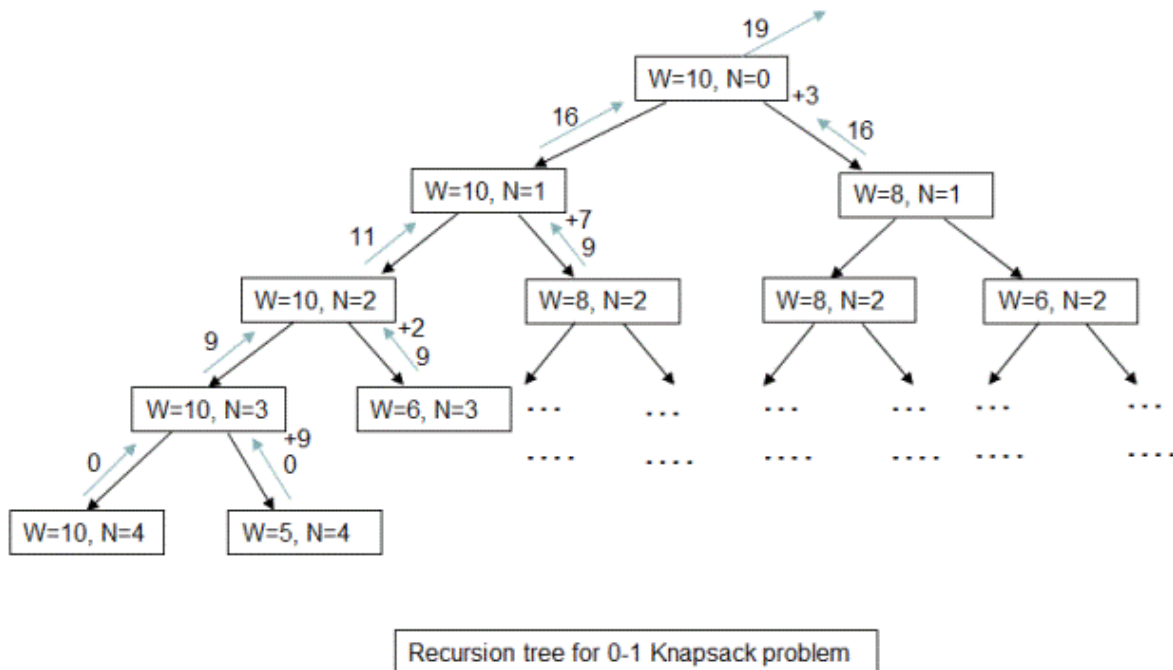 19
W=10, N=0
+3
16
16
W=10, N=1
W=8, N=1
+7
11
9
W=10, N=2
W=8, N=2
W=8, N=2
W=6, N=2
+2
9
9
W=10, N=3
W=6, N=3
... ... ... ... ... ...
+9
0
0
.... .... .... .... .... ....
W=10, N=4
W=5, N=4
Recursion tree for 0-1 Knapsack problem